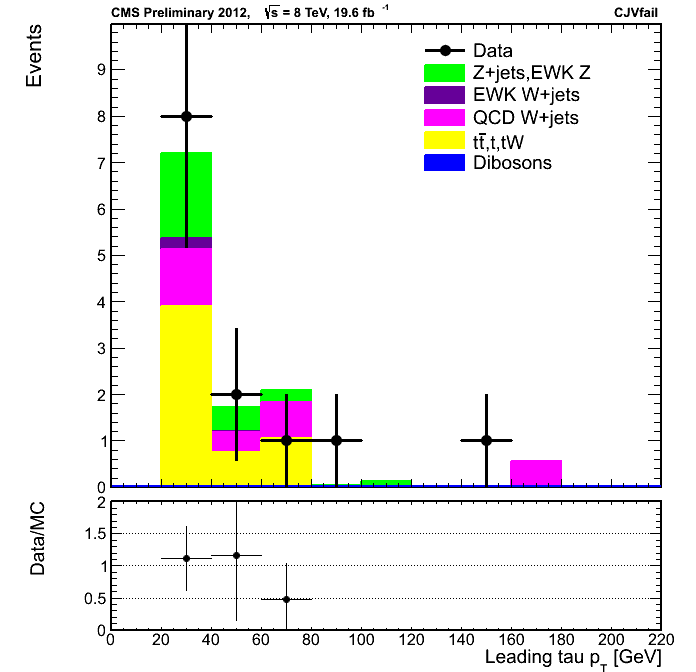 CMS Preliminary 2012, √s = 8 TeV, 19.6 fb⁻¹ CJVfail
Events
Data
Z+jets,EWK Z
EWK W+jets
QCD W+jets
tt̄,t,tW
Dibosons
9
8
7
6
5
4
3
2
1
0
Data/MC
2
1.5
1
0.5
0
0 20 40 60 80 100 120 140 160 180 200 220
Leading tau p_T [GeV]